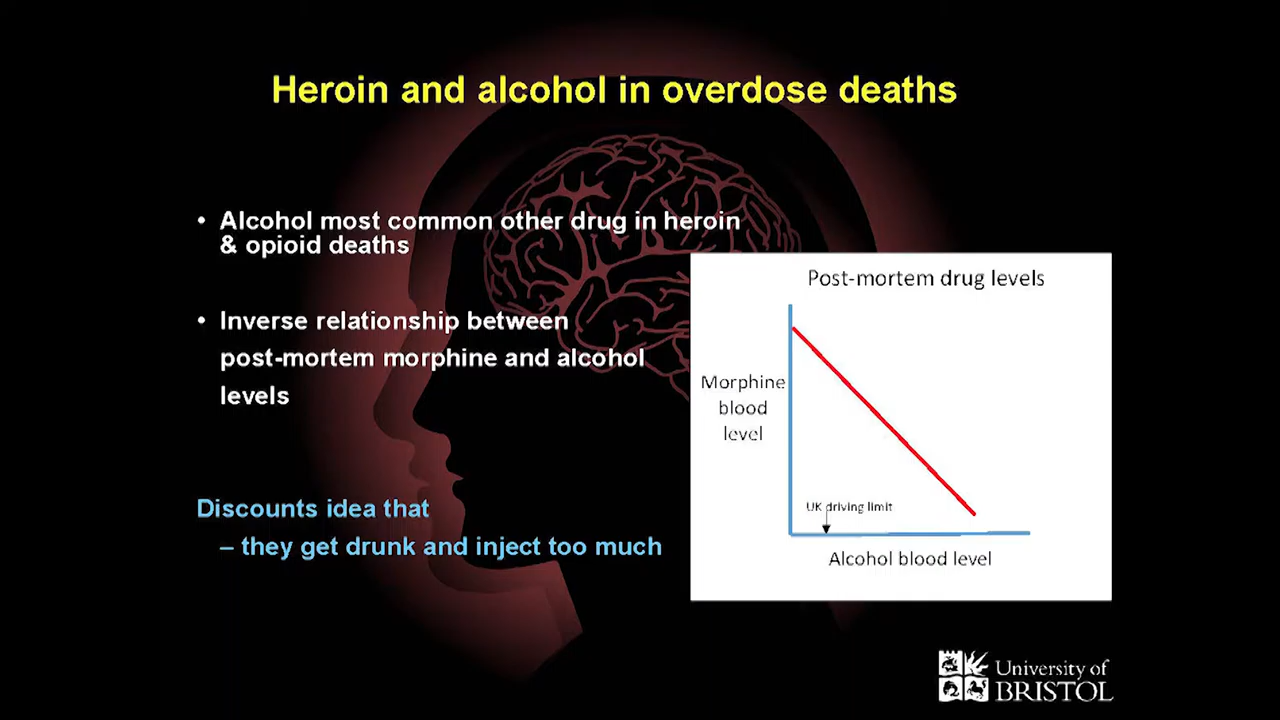 Heroin and alcohol in overdose deaths
• Alcohol most common other drug in heroin
& opioid deaths
• Inverse relationship between
post-mortem morphine and alcohol
levels
Discounts idea that
– they get drunk and inject too much
Post-mortem drug levels
Morphine
blood
level
UK driving limit
Alcohol blood level
University of
BRISTOL